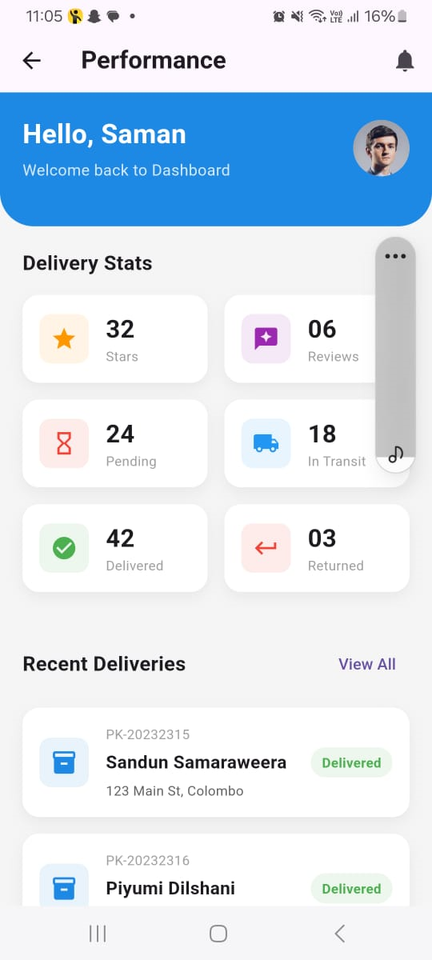 11:05 16%
Vo))
LTE
Performance
Hello, Saman
Welcome back to Dashboard
Delivery Stats
32
Stars
06
Reviews
24
Pending
18
In Transit
42
Delivered
03
Returned
Recent Deliveries
View All
PK-20232315
Sandun Samaraweera
Delivered
123 Main St, Colombo
PK-20232316
Piyumi Dilshani
Delivered